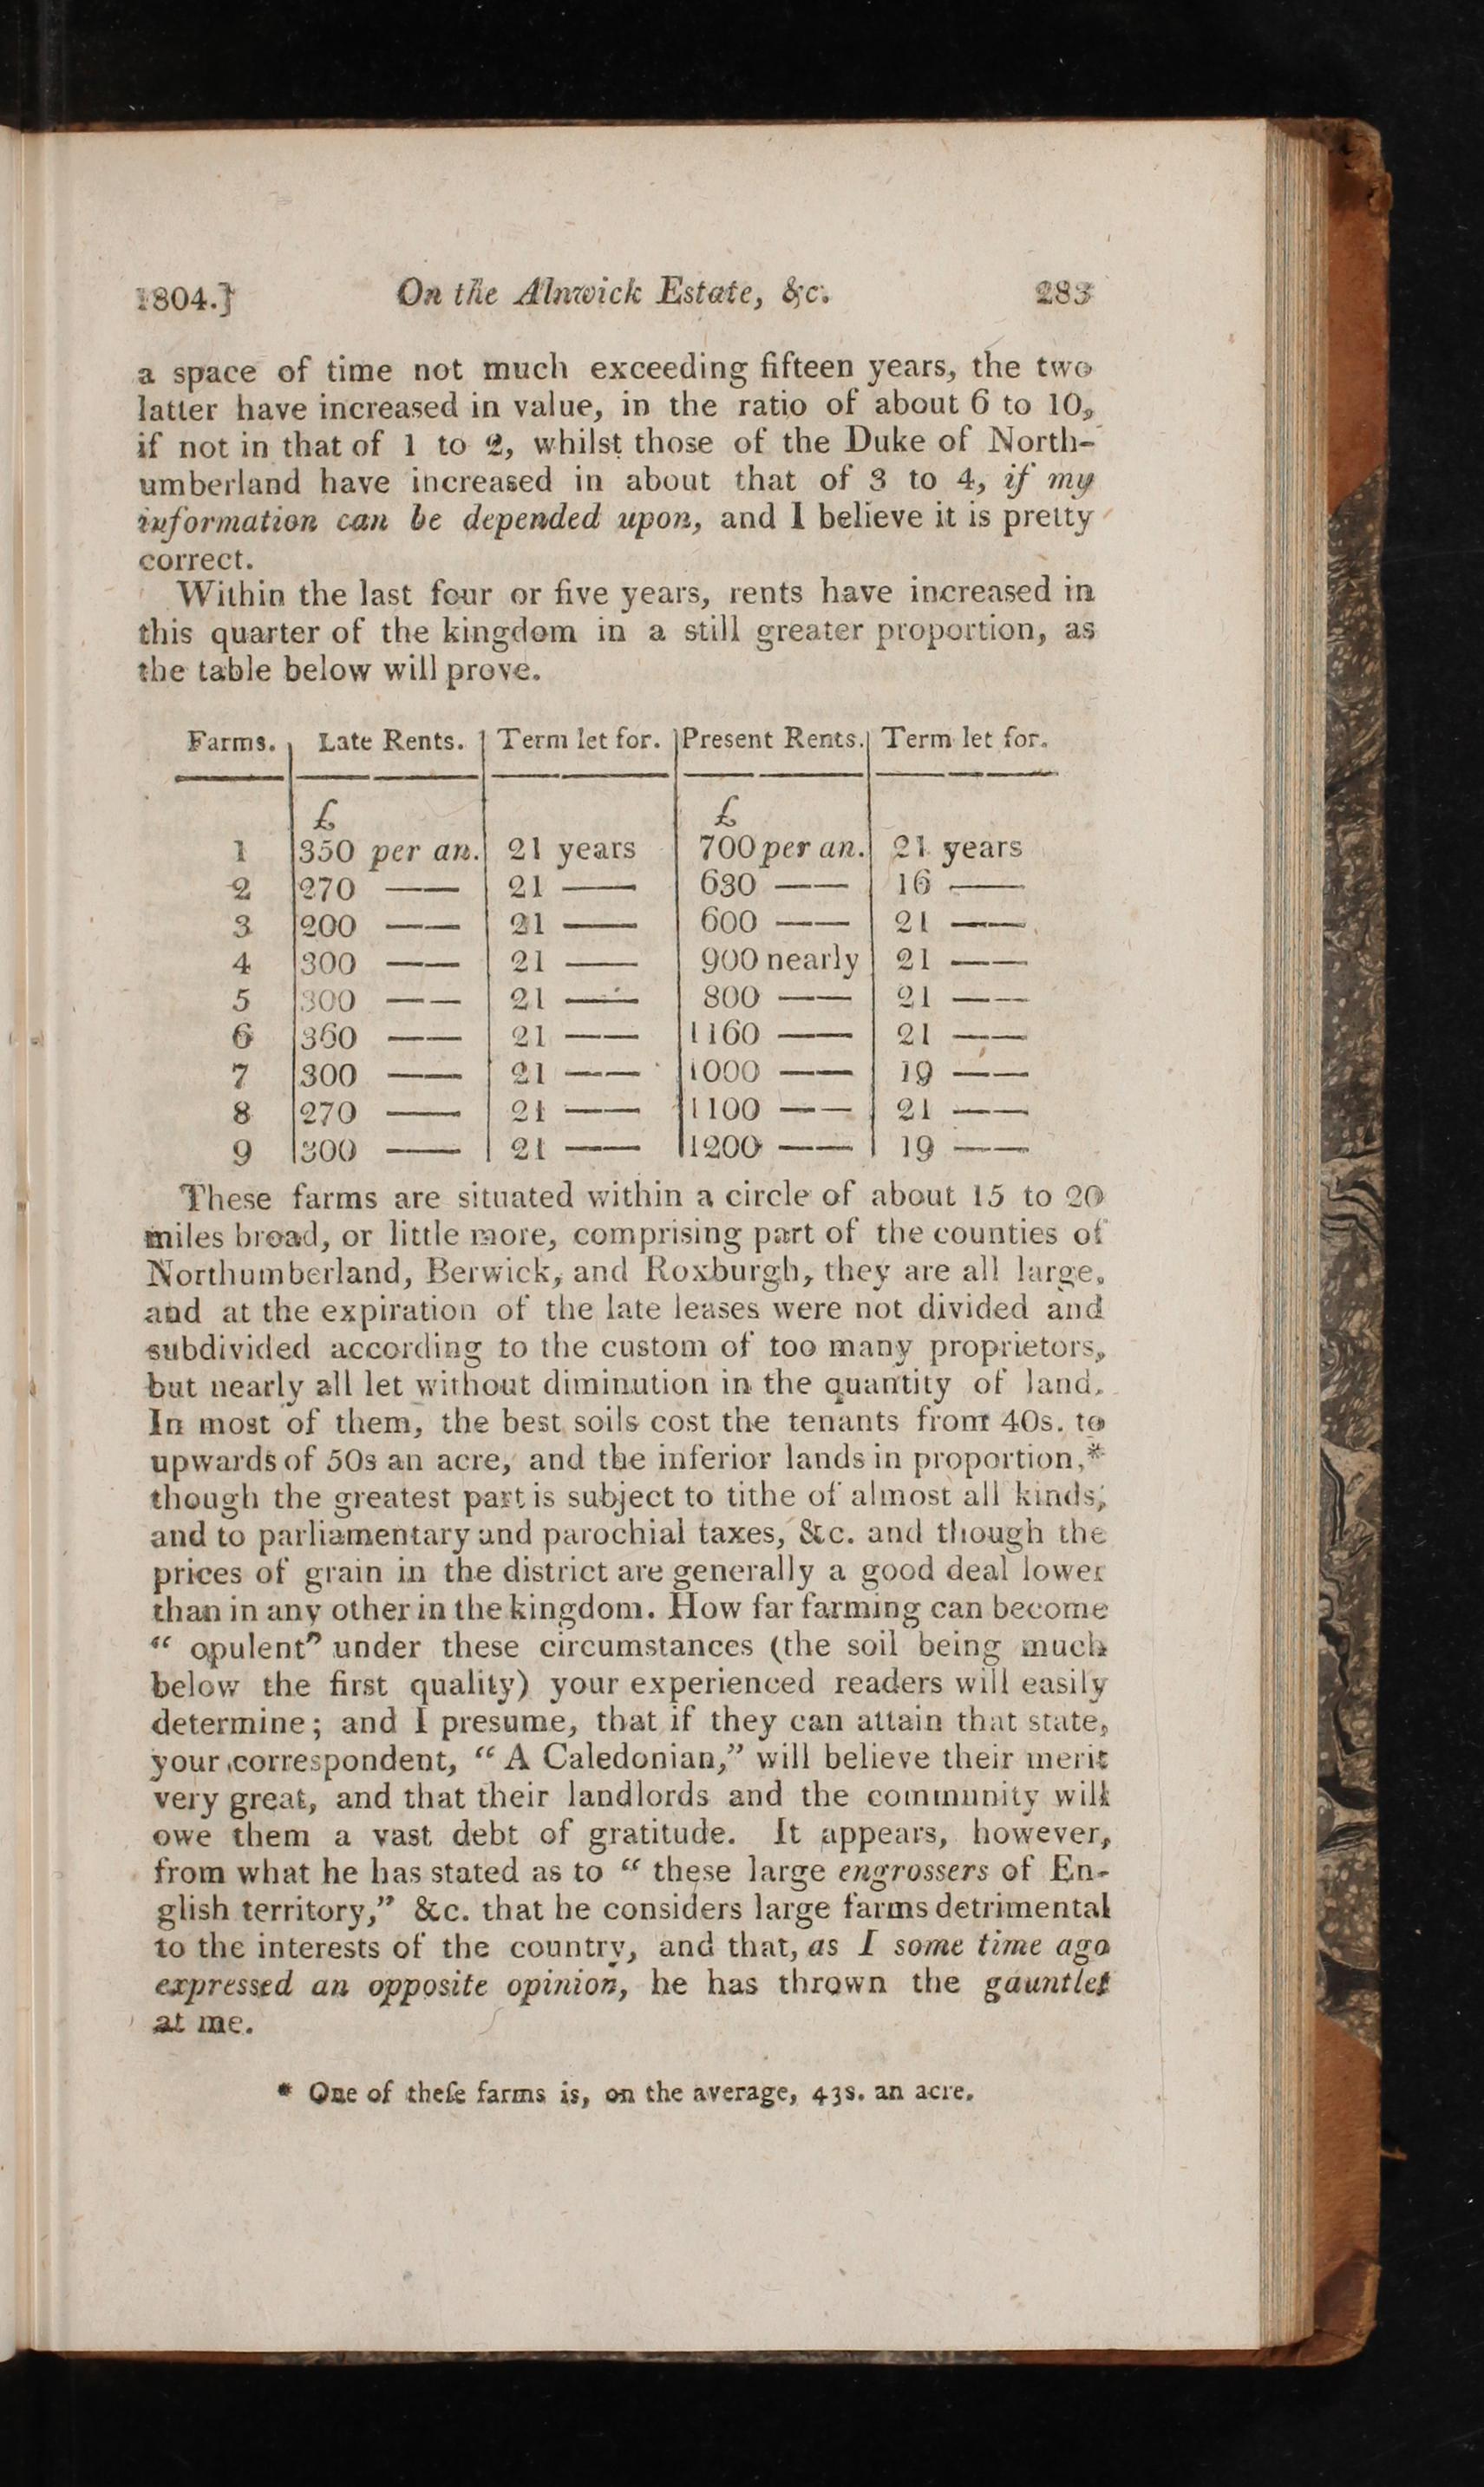 1804.} On the Alnwick Estate, &c. 283
a space of time not much exceeding fifteen years, the two
latter have increased in value, in the ratio of about 6 to 10,
if not in that of 1 to 2, whilst those of the Duke of North-
umberland have increased in about that of 3 to 4, if my
information can be depended upon, and I believe it is pretty
correct.
Within the last four or five years, rents have increased in
this quarter of the kingdom in a still greater proportion, as
the table below will prove.
Farms. | Late Rents. | Term let for. | Present Rents. | Term let for.
£ £
1 | 350 per an. | 21 years | 700 per an. | 21 years
2 | 270 —— | 21 —— | 630 —— | 16 ——
3 | 200 —— | 21 —— | 600 —— | 21 ——
4 | 300 —— | 21 —— | 900 nearly | 21 ——
5 | 300 —— | 21 —— | 800 —— | 21 ——
6 | 360 —— | 21 —— | 1160 —— | 21 ——
7 | 300 —— | 21 —— | 1000 —— | 19 ——
8 | 270 —— | 21 —— | 1100 —— | 21 ——
9 | 300 —— | 21 —— | 1200 —— | 19 ——
These farms are situated within a circle of about 15 to 20
miles broad, or little more, comprising part of the counties of
Northumberland, Berwick, and Roxburgh, they are all large,
and at the expiration of the late leases were not divided and
subdivided according to the custom of too many proprietors,
but nearly all let without diminution in the quantity of land.
In most of them, the best soils cost the tenants from 40s. to
upwards of 50s an acre, and the inferior lands in proportion,*
though the greatest part is subject to tithe of almost all kinds,
and to parliamentary and parochial taxes, &c. and though the
prices of grain in the district are generally a good deal lower
than in any other in the kingdom. How far farming can become
“ opulent” under these circumstances (the soil being much
below the first quality) your experienced readers will easily
determine; and I presume, that if they can attain that state,
your correspondent, “ A Caledonian,” will believe their merit
very great, and that their landlords and the community will
owe them a vast debt of gratitude. It appears, however,
from what he has stated as to “ these large engrossers of En-
glish territory,” &c. that he considers large farms detrimental
to the interests of the country, and that, as I some time ago
expressed an opposite opinion, he has thrown the gauntlet
at me.
* One of theſe farms is, on the average, 43s. an acre.